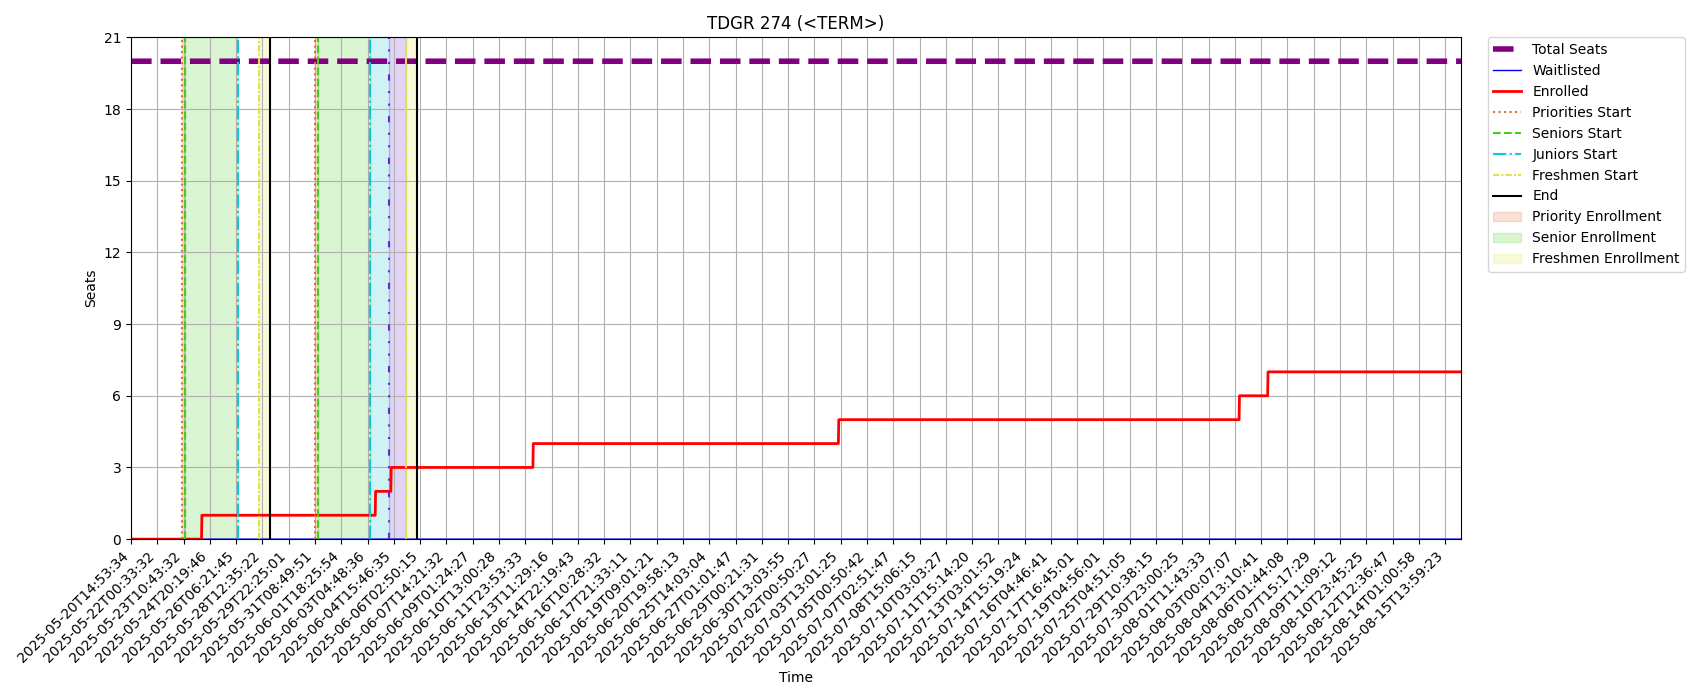 TDGR 274 (<TERM>)
21
18
15
12
9
6
3
0
Seats
2025-05-20T14:53:34
2025-05-22T00:33:32
2025-05-23T10:43:32
2025-05-24T20:19:46
2025-05-26T06:21:45
2025-05-28T12:35:22
2025-05-29T22:25:01
2025-05-31T08:49:51
2025-06-01T18:25:54
2025-06-03T04:48:36
2025-06-04T15:46:35
2025-06-06T02:50:15
2025-06-07T14:21:32
2025-06-09T01:24:27
2025-06-10T13:00:28
2025-06-11T23:53:33
2025-06-13T11:29:16
2025-06-14T22:19:43
2025-06-16T10:28:32
2025-06-17T21:33:11
2025-06-19T09:01:21
2025-06-20T19:58:13
2025-06-25T14:03:04
2025-06-27T01:01:47
2025-06-29T00:21:31
2025-06-30T13:03:55
2025-07-02T00:50:27
2025-07-03T13:01:25
2025-07-05T00:50:42
2025-07-07T02:51:47
2025-07-08T15:06:15
2025-07-10T03:03:27
2025-07-11T15:14:20
2025-07-13T03:01:52
2025-07-14T15:19:24
2025-07-16T04:46:41
2025-07-17T16:45:01
2025-07-19T04:56:01
2025-07-25T04:51:05
2025-07-29T10:38:15
2025-07-30T23:00:25
2025-08-01T11:43:33
2025-08-03T00:07:07
2025-08-04T13:10:41
2025-08-06T01:44:08
2025-08-07T15:17:29
2025-08-09T11:09:12
2025-08-10T23:45:25
2025-08-12T12:36:47
2025-08-14T01:00:58
2025-08-15T13:59:23
Time
Total Seats
Waitlisted
Enrolled
Priorities Start
Seniors Start
Juniors Start
Freshmen Start
End
Priority Enrollment
Senior Enrollment
Freshmen Enrollment